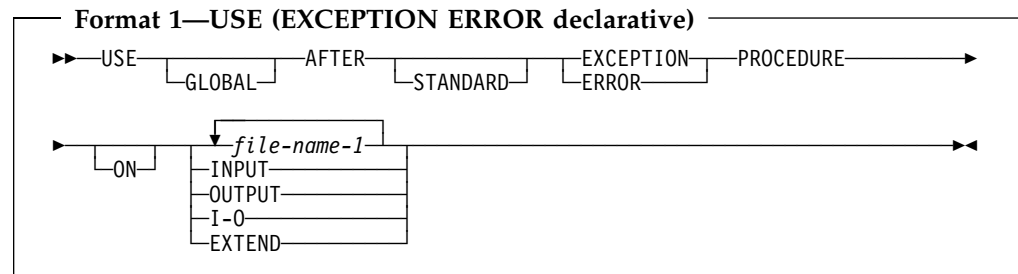 Format 1—USE (EXCEPTION ERROR declarative)
USE GLOBAL AFTER STANDARD EXCEPTION PROCEDURE
ERROR
ON file-name-1
INPUT
OUTPUT
I-O
EXTEND